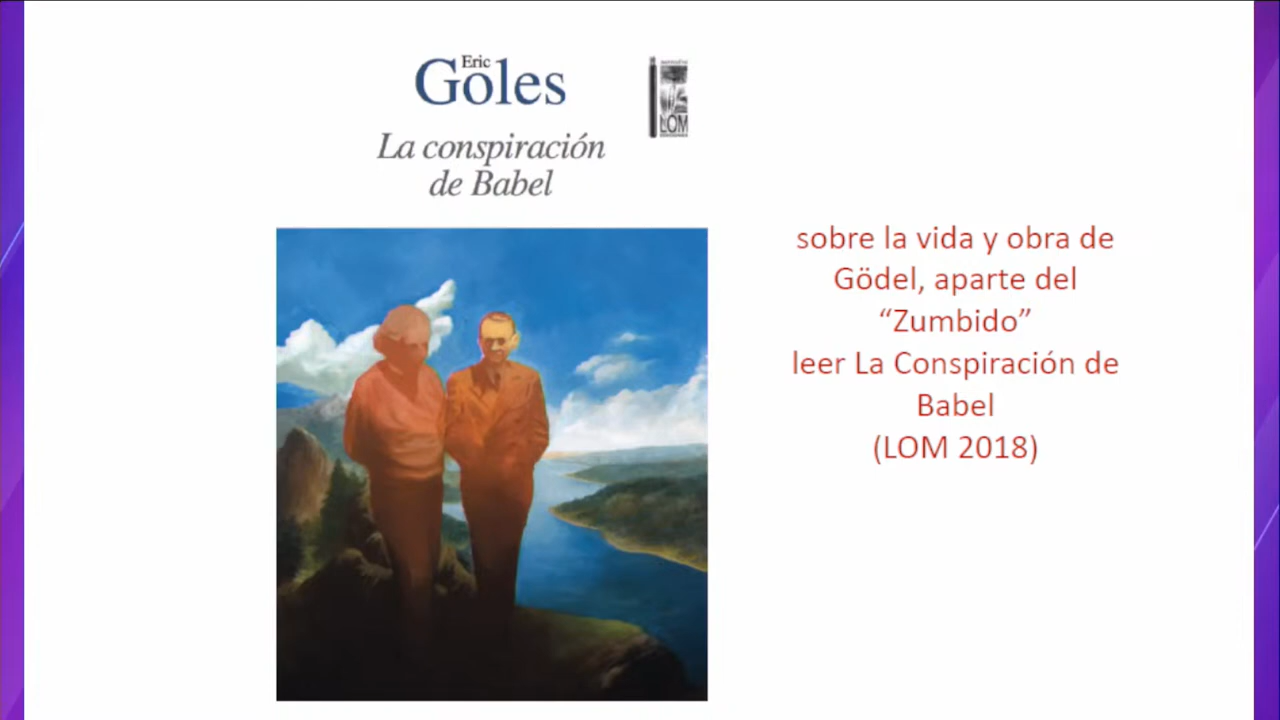 Eric
Goles
La conspiración
de Babel
LOM
sobre la vida y obra de
Gödel, aparte del
“Zumbido”
leer La Conspiración de
Babel
(LOM 2018)